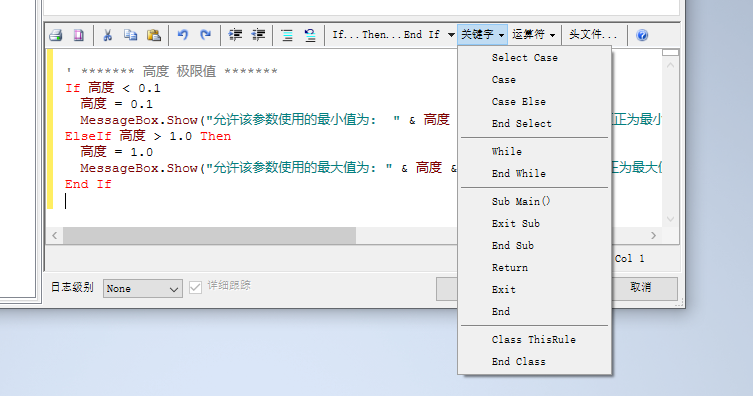 If...Then...End If 关键字 运算符 头文件...
' ******* 高度 极限值 *******
If 高度 < 0.1
高度 = 0.1
MessageBox.Show("允许该参数使用的最小值为： " & 高度 正为最小
ElseIf 高度 > 1.0 Then
高度 = 1.0
MessageBox.Show("允许该参数使用的最大值为：" & 高度 & 正为最大值
End If
Select Case
Case
Case Else
End Select
While
End While
Sub Main()
Exit Sub
End Sub
Return
Exit
End
Class ThisRule
End Class
Col 1
日志级别 None 详细跟踪 取消